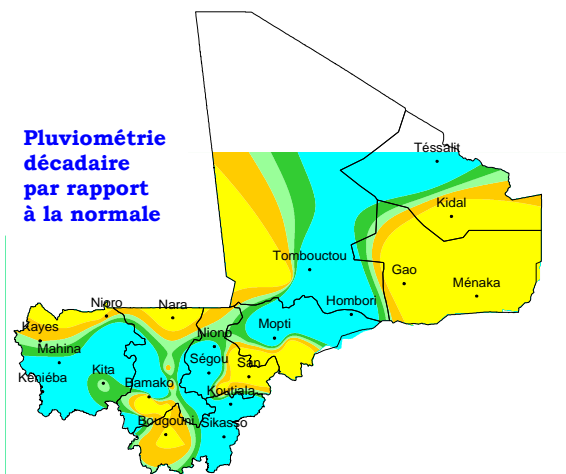 Pluviométrie
décadaire
par rapport
à la normale
Téssalit
Kidal
Tombouctou
Gao
Ménaka
Hombori
Nioro
Nara
Kayes
Niono
Mopti
Mahina
Ségou
San
Kéniéba
Kita
Bamako
Koutiala
Bougouni
Sikasso